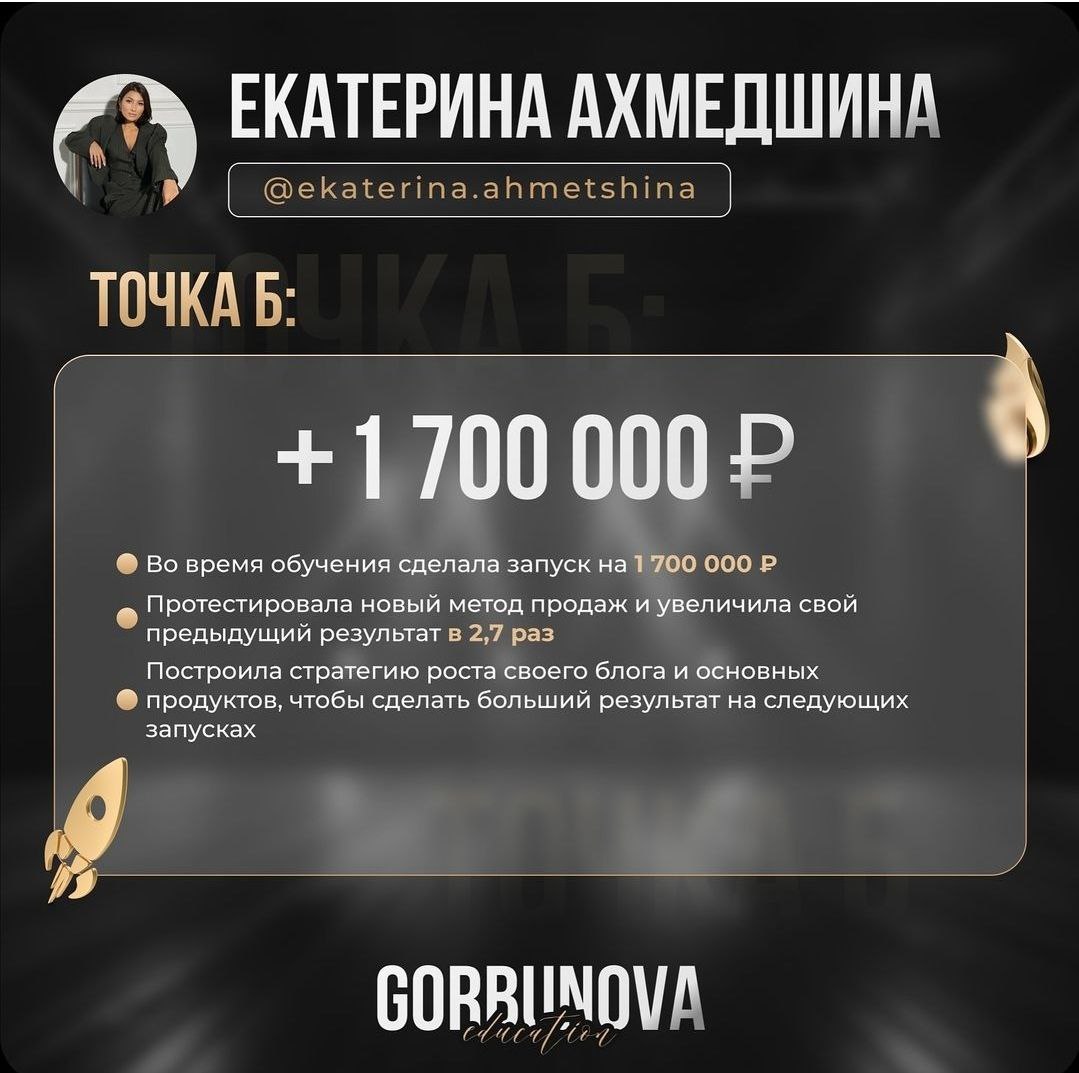 ЕКАТЕРИНА АХМЕДШИНА
@ekaterina.ahmetshina
ТОЧКА Б:
+ 1 700 000 ₽
Во время обучения сделала запуск на 1 700 000 ₽
Протестировала новый метод продаж и увеличила свой
предыдущий результат в 2,7 раз
Построила стратегию роста своего блога и основных
продуктов, чтобы сделать больший результат на следующих
запусках
GORBUNOVA
education